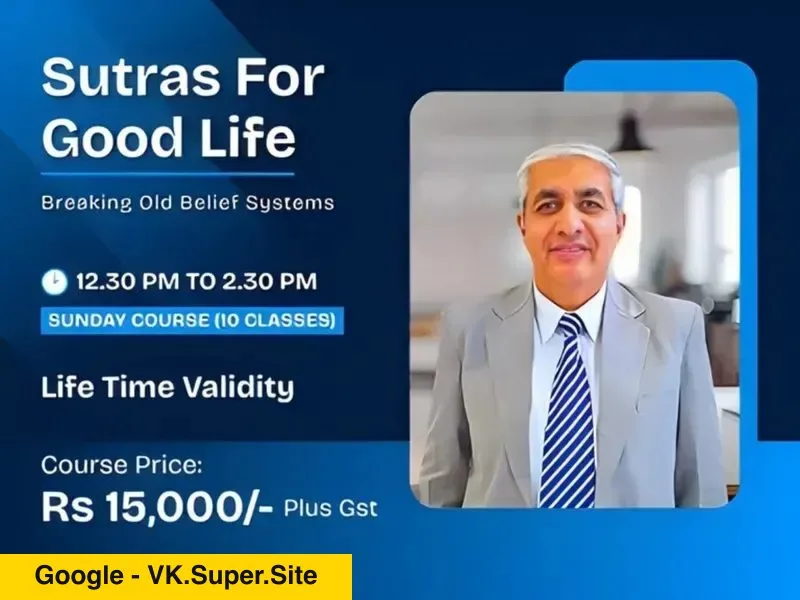 Sutras For
Good Life
Breaking Old Belief Systems
12.30 PM TO 2.30 PM
SUNDAY COURSE (10 CLASSES)
Life Time Validity
Course Price:
Rs 15,000/- Plus Gst
Google - VK.Super.Site